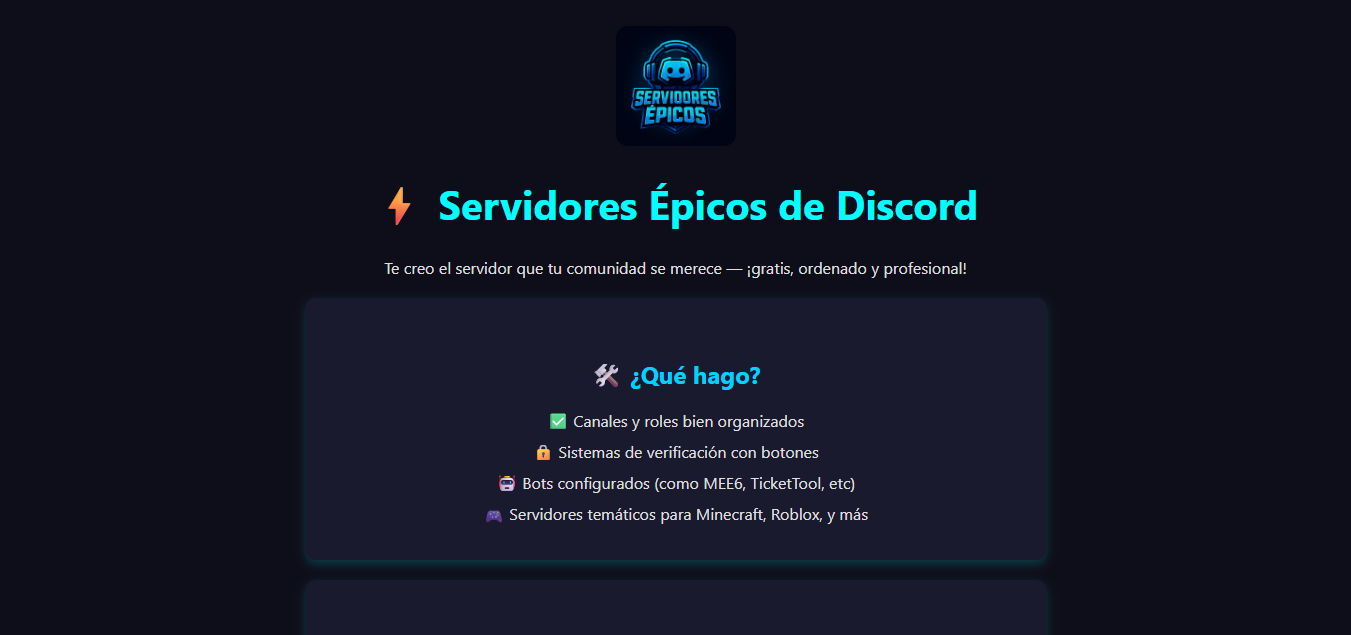 SERVIDORES
ÉPICOS
⚡ Servidores Épicos de Discord
Te creo el servidor que tu comunidad se merece — ¡gratis, ordenado y profesional!
🛠️ ¿Qué hago?
✅ Canales y roles bien organizados
🔒 Sistemas de verificación con botones
🤖 Bots configurados (como MEE6, TicketTool, etc)
🎮 Servidores temáticos para Minecraft, Roblox, y más